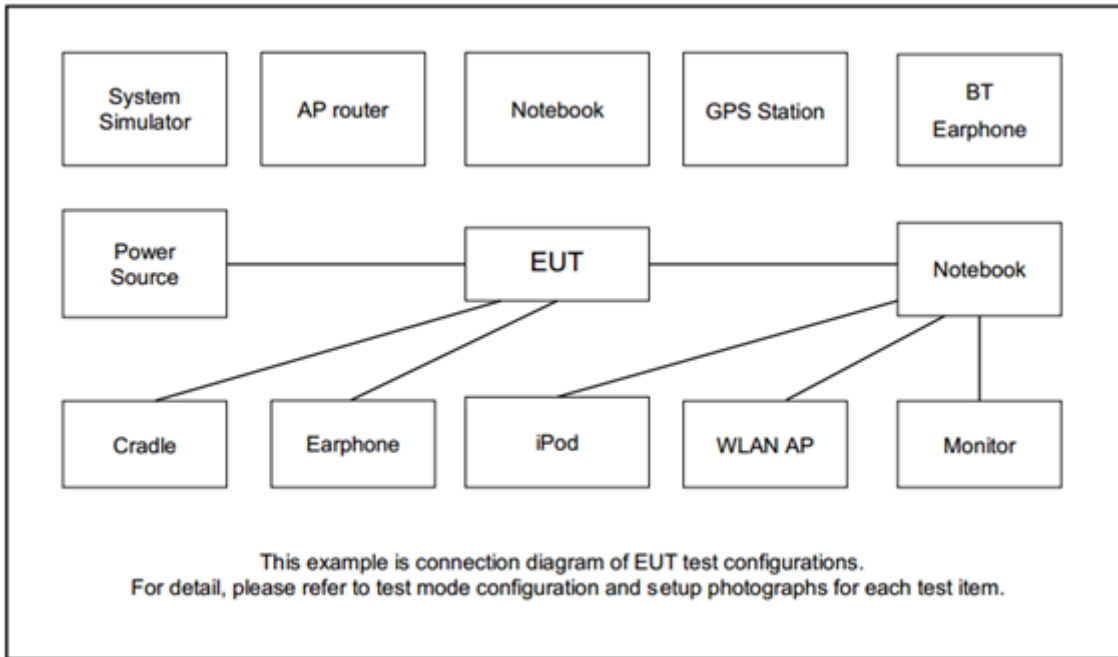 System
Simulator
AP router
Notebook
GPS Station
BT
Earphone
Power
Source
EUT
Notebook
Cradle
Earphone
iPod
WLAN AP
Monitor
This example is connection diagram of EUT test configurations.
For detail, please refer to test mode configuration and setup photographs for each test item.